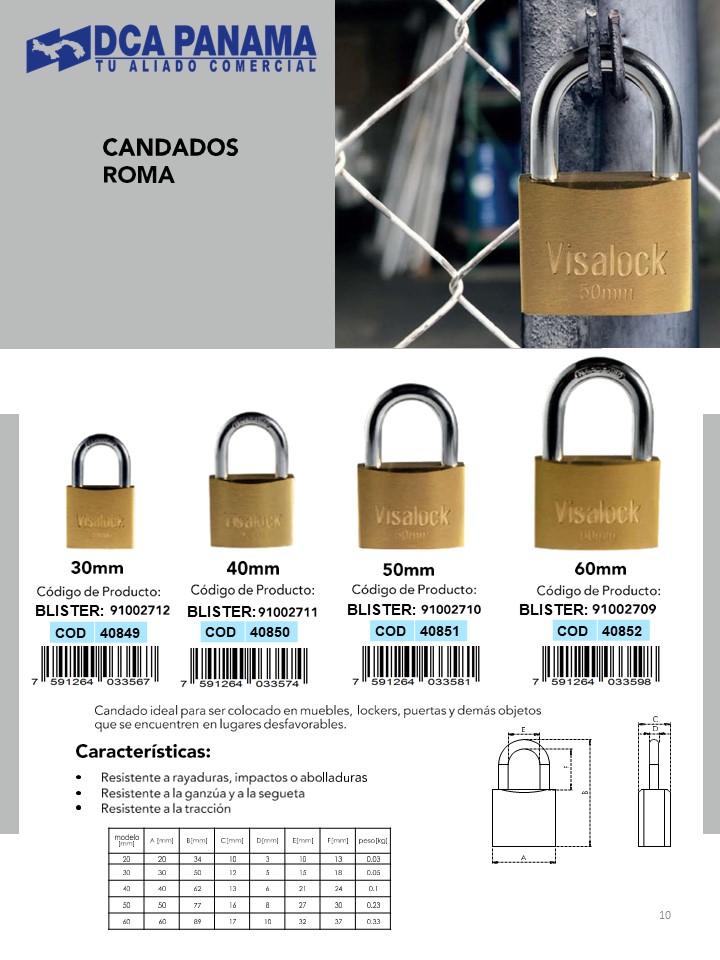 DCA PANAMA
TU ALIADO COMERCIAL
CANDADOS
ROMA
Visalock
50mm
Visalock
Visalock
Visalock
50mm
Visalock
60mm
30mm
Código de Producto:
BLISTER: 91002712
COD 40849
7 591264 033567
40mm
Código de Producto:
BLISTER: 91002711
COD 40850
7 591264 033574
50mm
Código de Producto:
BLISTER: 91002710
COD 40851
7 591264 033581
60mm
Código de Producto:
BLISTER: 91002709
COD 40852
7 591264 033598
Candado ideal para ser colocado en muebles, lockers, puertas y demás objetos
que se encuentren en lugares desfavorables.
Características:
• Resistente a rayaduras, impactos o abolladuras
• Resistente a la ganzúa y a la segueta
• Resistente a la tracción
modelo [mm] A [mm] B[mm] C[mm] D[mm] E[mm] F[mm] peso[kg]
20 20 34 10 3 10 13 0.03
30 30 50 12 5 15 18 0.05
40 40 62 13 6 21 24 0.1
50 50 77 16 8 27 30 0.23
60 60 89 17 10 32 37 0.33
E
F
B
A
C
D
10